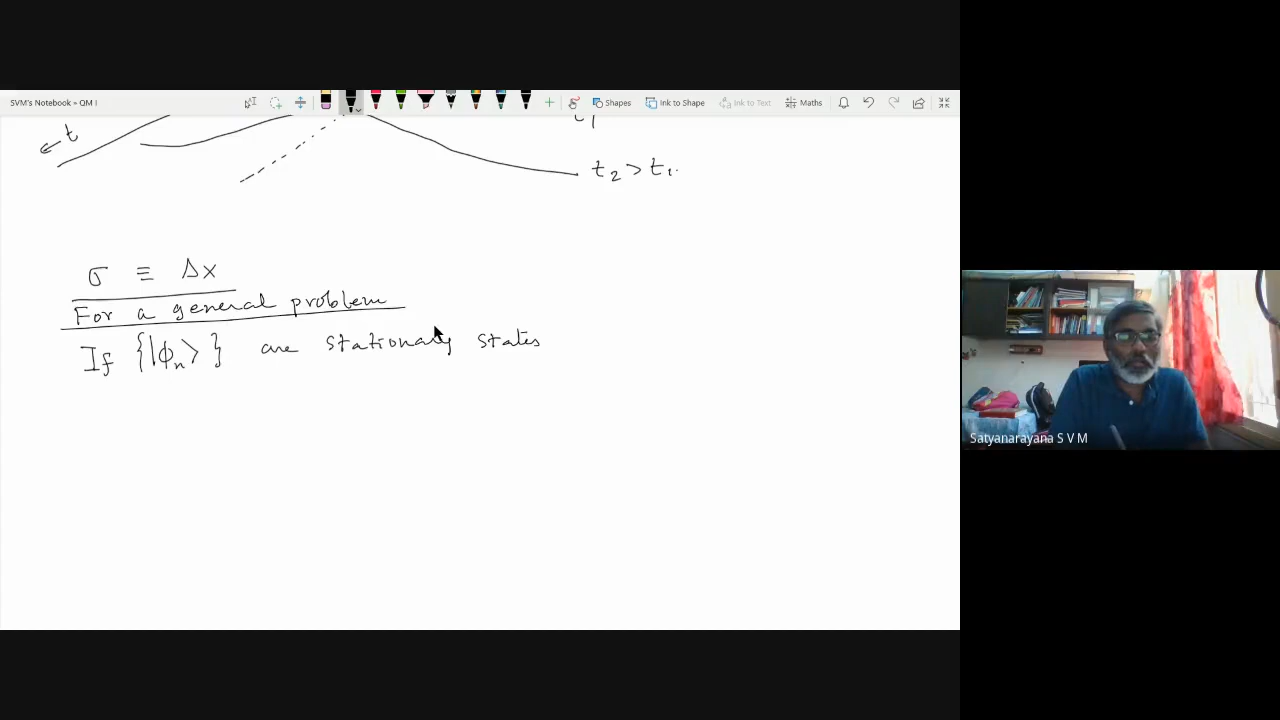 SVM's Notebook » QM I
Shapes
Ink to Shape
Ink to Text
Maths
← t
t₁
t₂ > t₁.
σ ≡ Δx
For a general problem
If {|ϕₙ⟩} are stationary states
Satyanarayana S V M